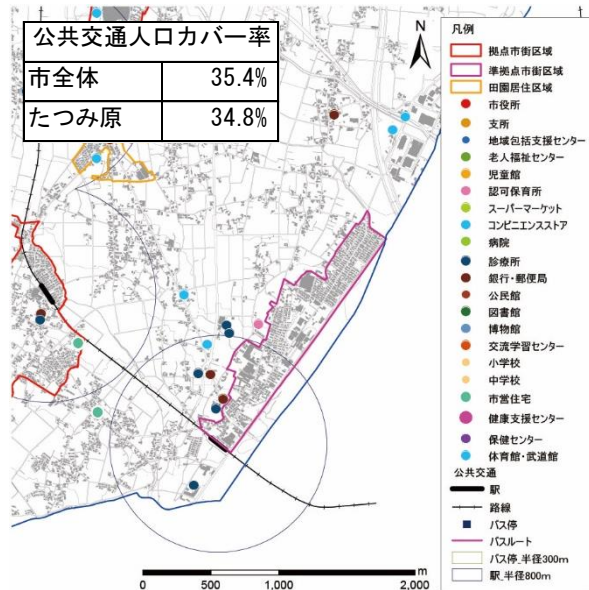 公共交通人口カバー率
市全体 35.4%
たつみ原 34.8%
N
0 500 1,000 2,000
m
凡例
拠点市街区域
準拠点市街区域
田園居住区域
市役所
支所
地域包括支援センター
老人福祉センター
児童館
認可保育所
スーパーマーケット
コンビニエンスストア
病院
診療所
銀行・郵便局
公民館
図書館
博物館
交流学習センター
小学校
中学校
市営住宅
健康支援センター
保健センター
体育館・武道館
公共交通
駅
路線
バス停
バスルート
バス停_半径300m
駅_半径800m